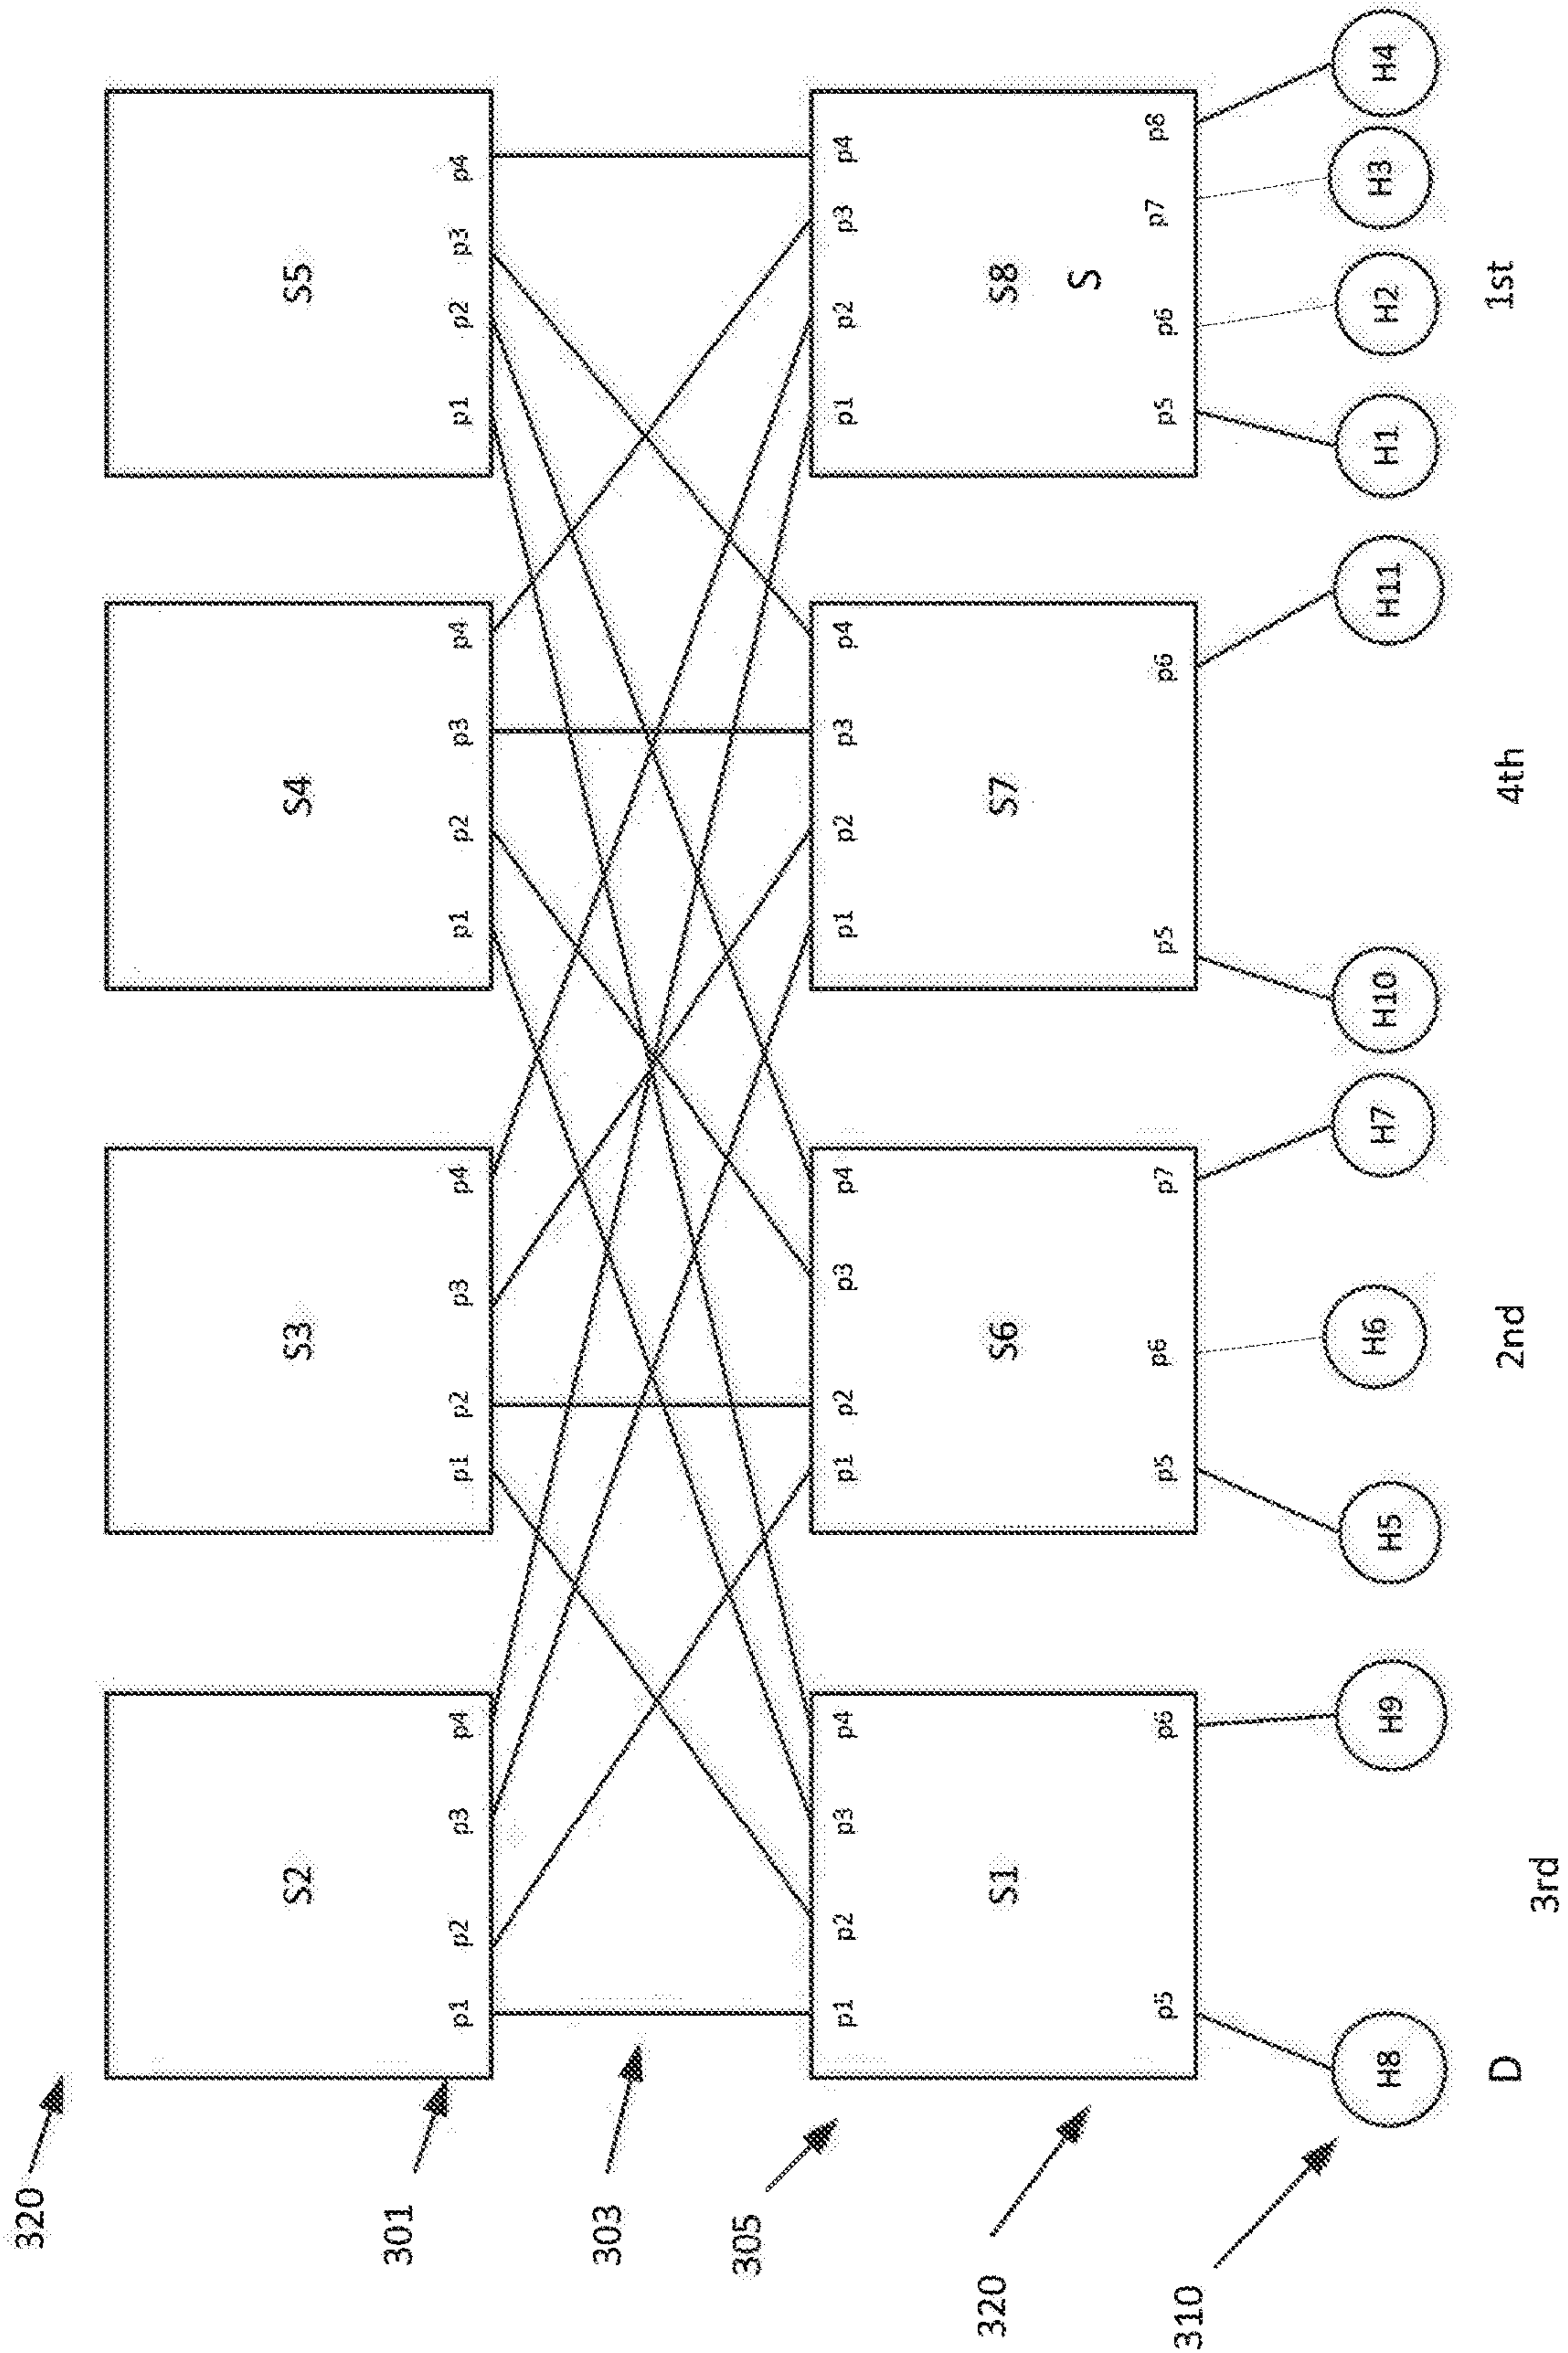 320
S2 S3 S4 S5
301
p1 p2 p3 p4 p1 p2 p3 p4 p1 p2 p3 p4 p1 p2 p3 p4
303
305
p1 p2 p3 p4 p1 p2 p3 p4 p1 p2 p3 p4 p1 p2 p3 p4
320
S1 S6 S7 S8
S
p5 p6 p5 p6 p7 p5 p6 p5 p6 p7 p8
310
H8 H9 H5 H6 H7 H10 H11 H1 H2 H3 H4
D 3rd 2nd 4th 1st